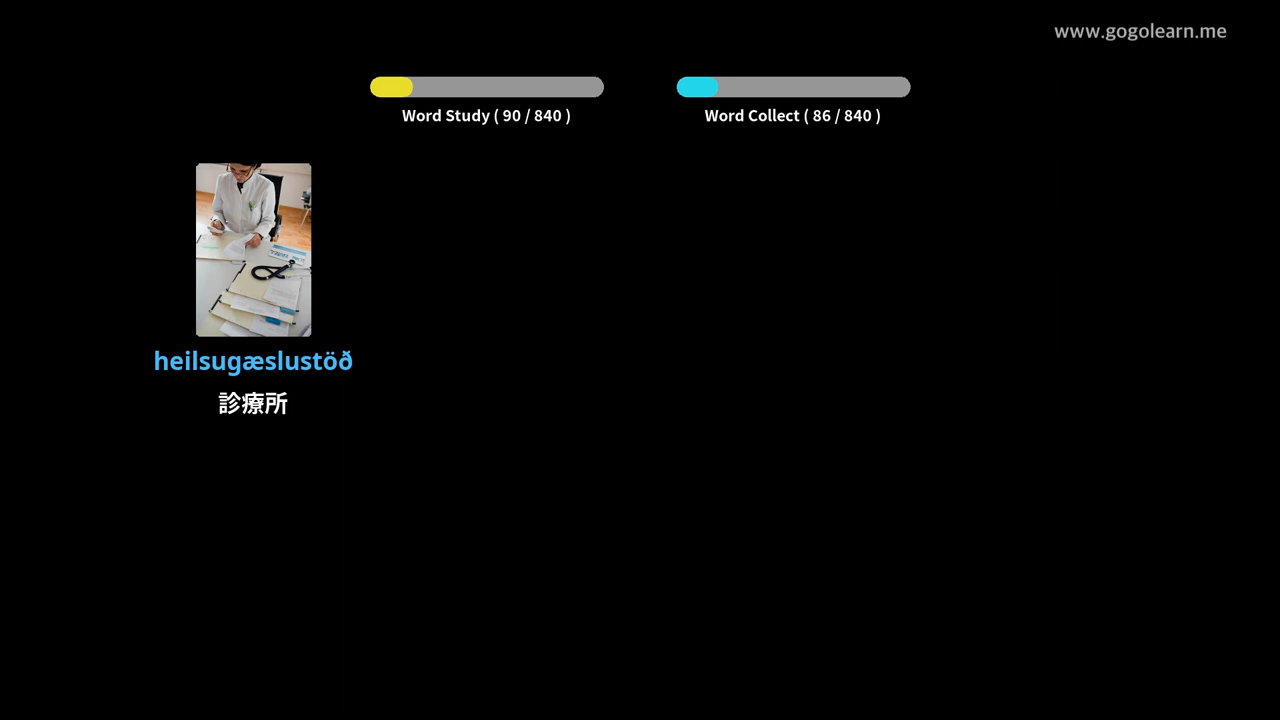 www.gogolearn.me
Word Study ( 90 / 840 )
Word Collect ( 86 / 840 )
heilsugæslustöð
診療所